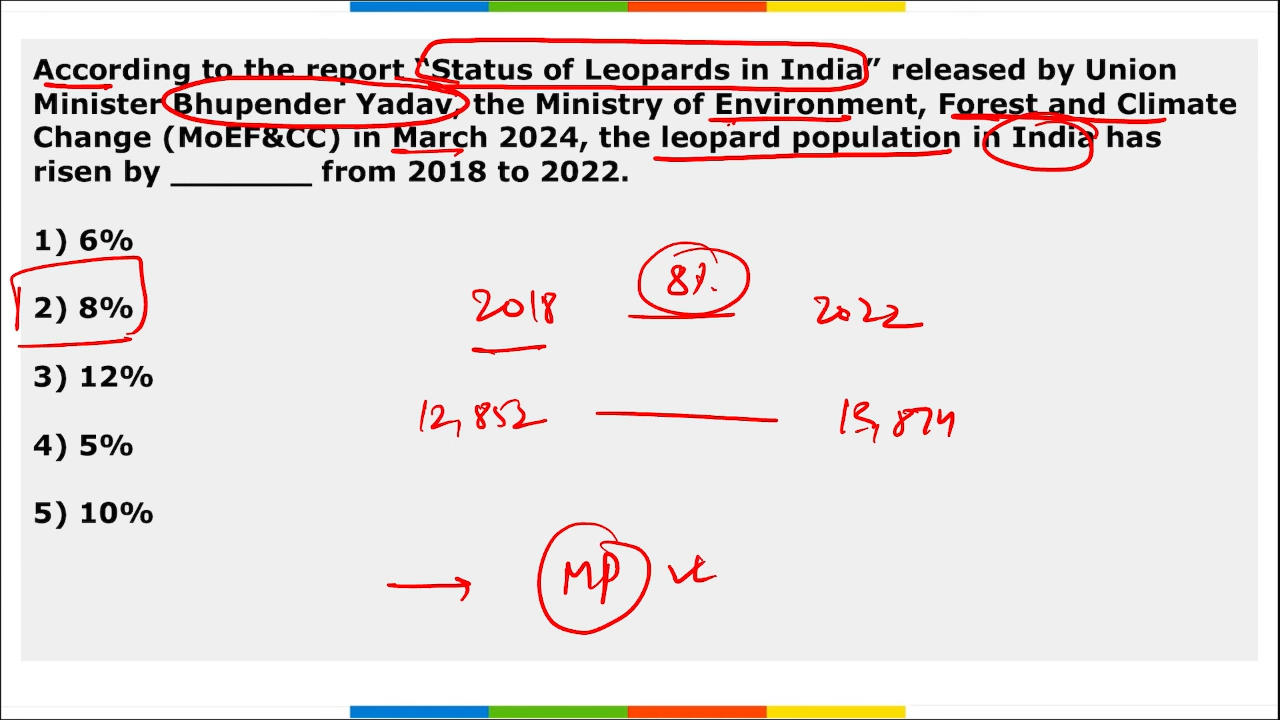 According to the report “Status of Leopards in India” released by Union
Minister Bhupender Yadav, the Ministry of Environment, Forest and Climate
Change (MoEF&CC) in March 2024, the leopard population in India has
risen by ________ from 2018 to 2022.
1) 6%
2) 8%
3) 12%
4) 5%
5) 10%
8%.
2018 2022
12,852 13,874
MP